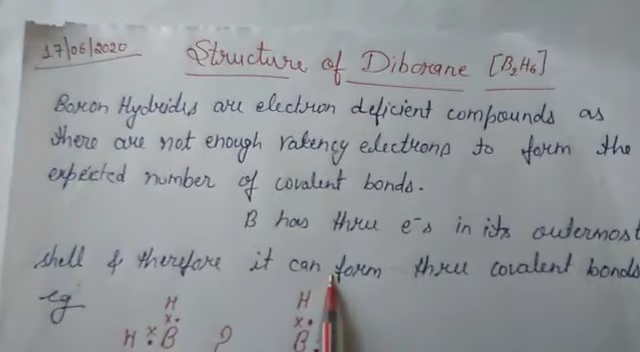 17/06/2020 Structure of Diborane [B₂H₆]
Boron Hydrides are electron deficient compounds as
there are not enough valency electrons to form the
expected number of covalent bonds.
B has three e⁻s in its outermost
shell & therefore it can form three covalent bonds
eg
H H
x• x•
H x• B ? B